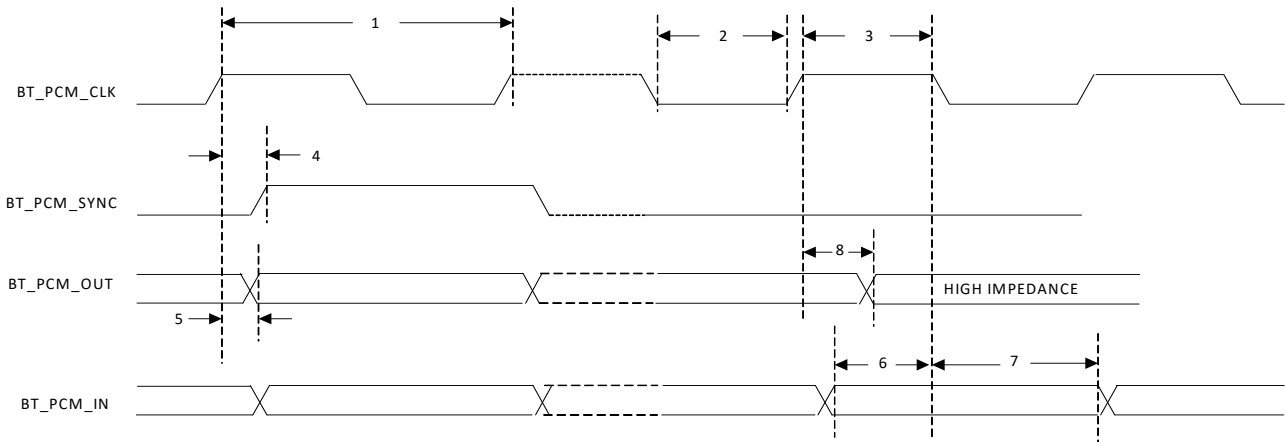 1
2
3
BT_PCM_CLK
4
BT_PCM_SYNC
8
BT_PCM_OUT
HIGH IMPEDANCE
5
6
7
BT_PCM_IN